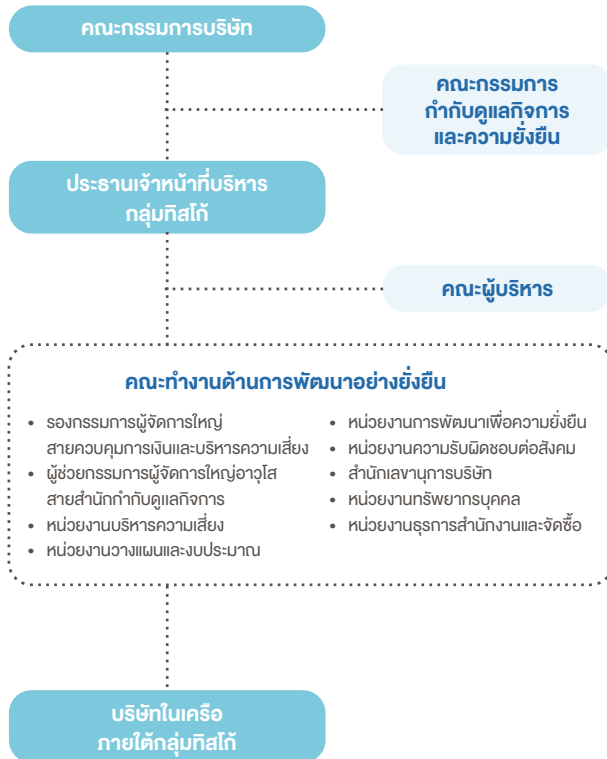 คณะกรรมการบริษัท
คณะกรรมการ
กำกับดูแลกิจการ
และความยั่งยืน
ประธานเจ้าหน้าที่บริหาร
กลุ่มทิสโก้
คณะผู้บริหาร
คณะทำงานด้านการพัฒนาอย่างยั่งยืน
• รองกรรมการผู้จัดการใหญ่
สายควบคุมการเงินและบริหารความเสี่ยง
• ผู้ช่วยกรรมการผู้จัดการใหญ่อาวุโส
สายสำนักกำกับดูแลกิจการ
• หน่วยงานบริหารความเสี่ยง
• หน่วยงานวางแผนและงบประมาณ
• หน่วยงานการพัฒนาเพื่อความยั่งยืน
• หน่วยงานความรับผิดชอบต่อสังคม
• สำนักเลขานุการบริษัท
• หน่วยงานทรัพยากรบุคคล
• หน่วยงานธุรการสำนักงานและจัดซื้อ
บริษัทในเครือ
ภายใต้กลุ่มทิสโก้